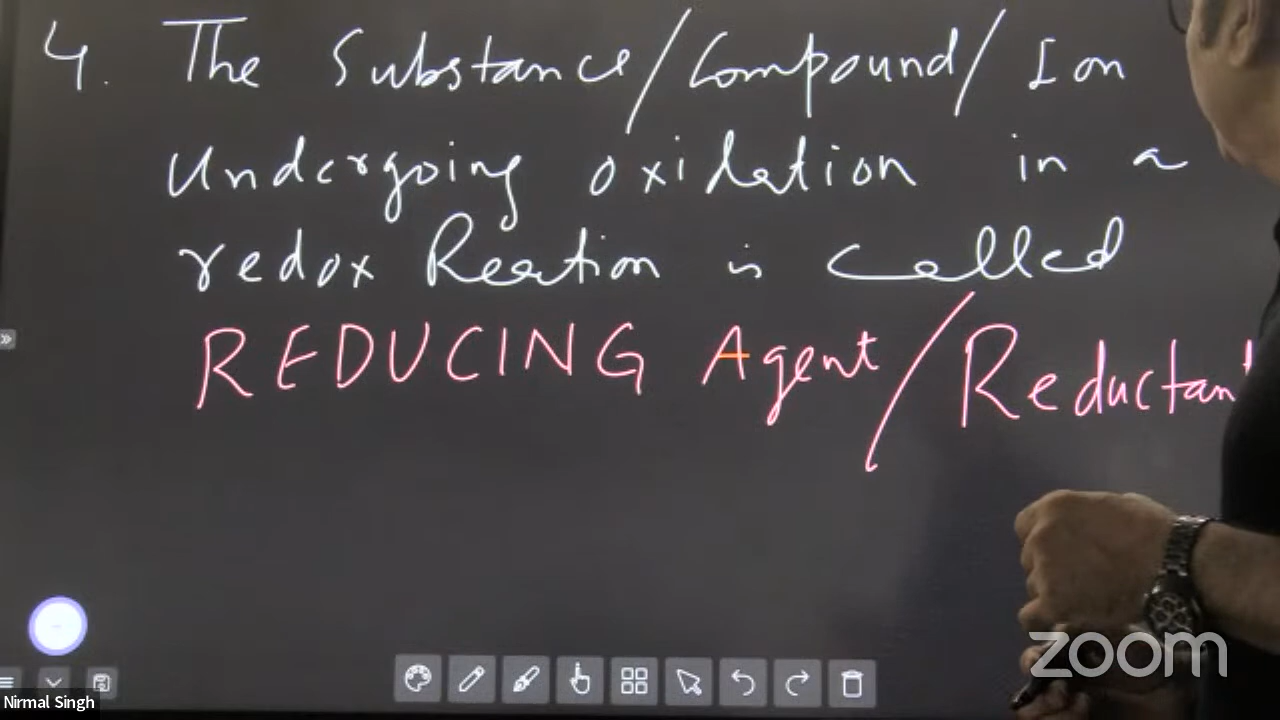 4. The Substance/Compound/Ion
Undergoing oxidation in a
redox Reaction is called
REDUCING Agent/Reductant
zoom
Nirmal Singh